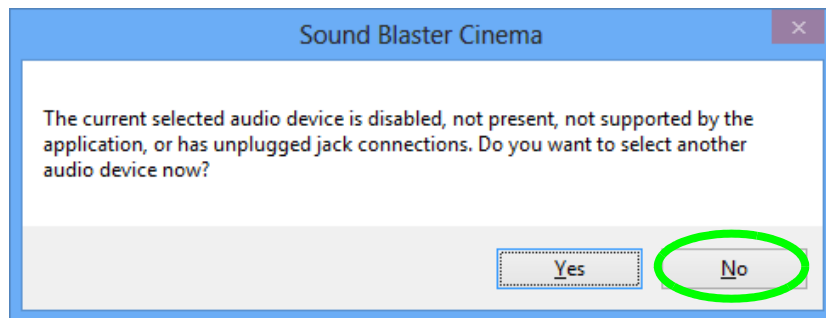 Sound Blaster Cinema
The current selected audio device is disabled, not present, not supported by the
application, or has unplugged jack connections. Do you want to select another
audio device now?
Yes
No